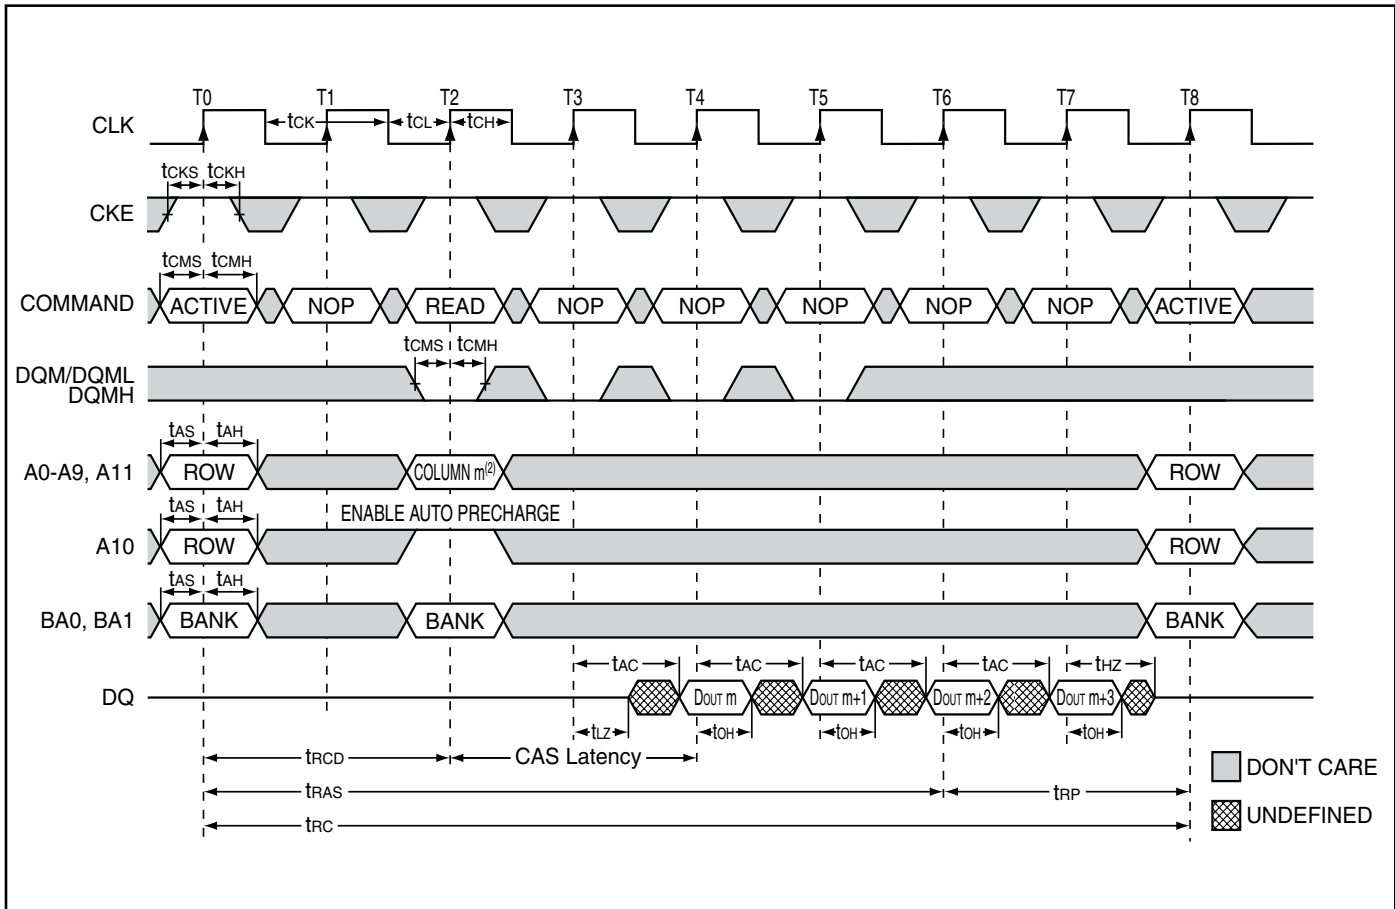 T0 T1 T2 T3 T4 T5 T6 T7 T8
CLK
tCK tCL tCH
tCKS tCKH
CKE
tCMS tCMH
COMMAND ACTIVE NOP READ NOP NOP NOP NOP NOP ACTIVE
tCMS tCMH
DQM/DQML
DQMH
tAS tAH
A0-A9, A11 ROW COLUMN m(2) ROW
tAS tAH ENABLE AUTO PRECHARGE
A10 ROW ROW
tAS tAH
BA0, BA1 BANK BANK BANK
tAC tAC tAC tAC tHZ
DQ DOUT m DOUT m+1 DOUT m+2 DOUT m+3
tLZ tOH tOH tOH tOH
tRCD CAS Latency
DON'T CARE
tRAS tRP
UNDEFINED
tRC